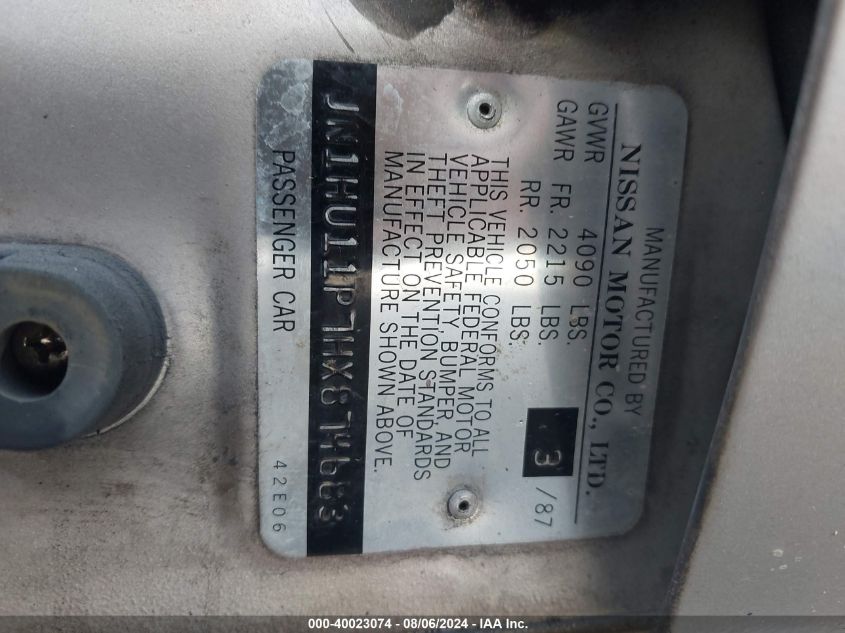 MANUFACTURED BY
NISSAN MOTOR CO., LTD.
GVWR 4090 LBS.
GAWR FR. 2215 LBS.
RR. 2050 LBS.
3 /87
THIS VEHICLE CONFORMS TO ALL
APPLICABLE FEDERAL MOTOR
VEHICLE SAFETY, BUMPER, AND
THEFT PREVENTION STANDARDS
IN EFFECT ON THE DATE OF
MANUFACTURE SHOWN ABOVE.
JN1HU11P7HX874683
PASSENGER CAR
42E06
000-40023074 - 08/06/2024 - IAA Inc.